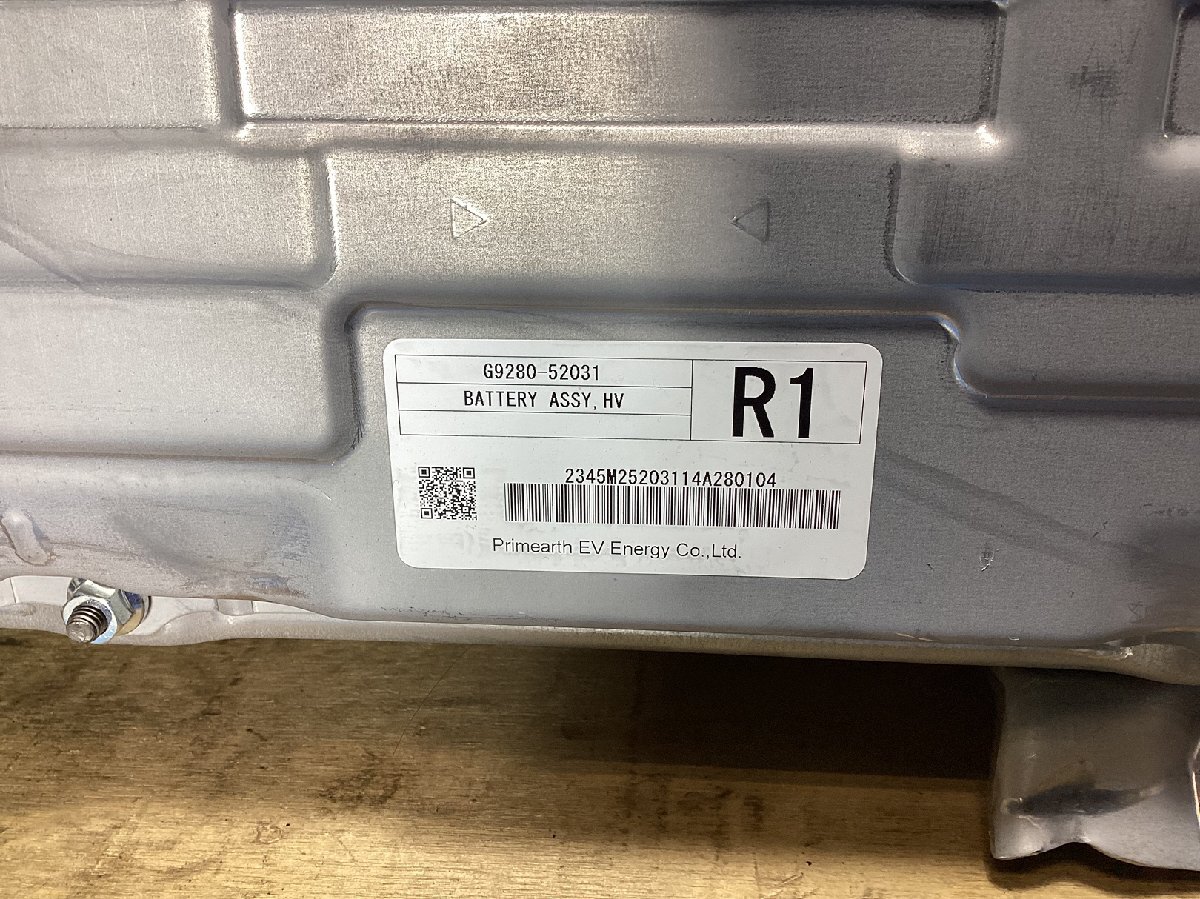 G9280-52031
BATTERY ASSY,HV
R1
2345M25203114A280104
Primearth EV Energy Co.,Ltd.